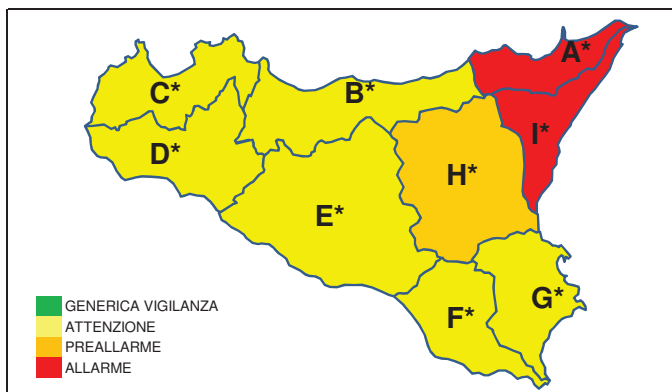 A*
C*
B*
I*
D*
H*
E*
G*
F*
GENERICA VIGILANZA
ATTENZIONE
PREALLARME
ALLARME